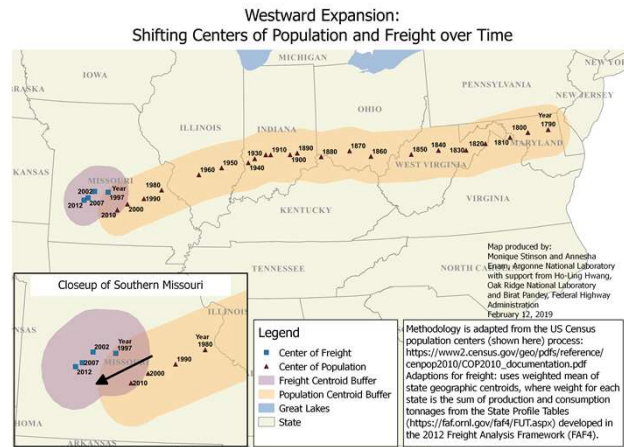 Westward Expansion:
Shifting Centers of Population and Freight over Time
MICHIGAN
NEW YORK
IOWA
PENNSYLVANIA
NEW JERSEY
OHIO
ILLINOIS
INDIANA
Year
1790
1800
1810
MARYLAND
1820
1830
1840
1850
WEST VIRGINIA
1860
1870
1880
1890
1900
1910
1930
1940
1950
1960
1980
1990
2000
2010
MISSOURI
2002
Year
1997
2007
2012
KANSAS
KENTUCKY
VIRGINIA
TENNESSEE
Map produced by:
Monique Stinson and Annesha
Enam, Argonne National Laboratory
with support from Ho-Ling Hwang,
Oak Ridge National Laboratory
and Birat Pandey, Federal Highway
Administration
February 12, 2019
Closeup of Southern Missouri
ILLINOIS
Year
1980
1990
2000
2010
2002
Year
1997
MISSOURI
2007
2012
ARKANSAS
Legend
Center of Freight
Center of Population
Freight Centroid Buffer
Population Centroid Buffer
Great Lakes
State
Methodology is adapted from the US Census
population centers (shown here) process:
https://www2.census.gov/geo/pdfs/reference/
cenpop2010/COP2010_documentation.pdf
Adaptions for freight: uses weighted mean of
state geographic centroids, where weight for each
state is the sum of production and consumption
tonnages from the State Profile Tables
(https://faf.ornl.gov/faf4/FUT.aspx) developed in
the 2012 Freight Analysis Framework (FAF4).